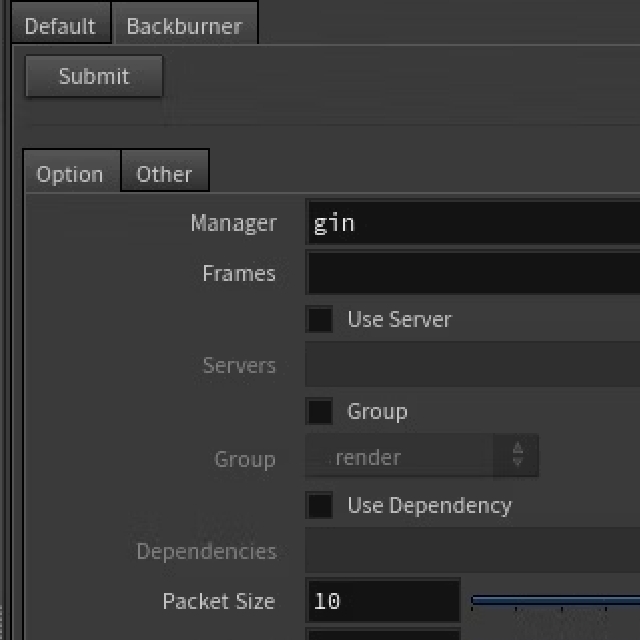 Default Backburner
Submit
Option Other
Manager gin
Frames
Use Server
Servers
Group
Group render
Use Dependency
Dependencies
Packet Size 10